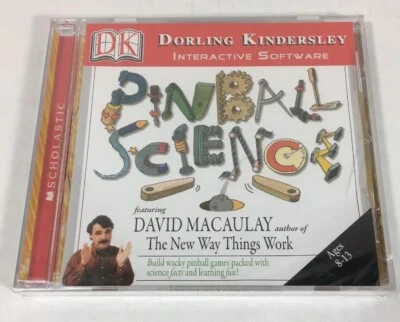 DK
DORLING KINDERSLEY
INTERACTIVE SOFTWARE
PINBALL
SCIENCE
SCHOLASTIC
featuring
DAVID MACAULAY author of
The New Way Things Work
Build wacky pinball games packed with
science facts and learning fun!
Ages
8-13